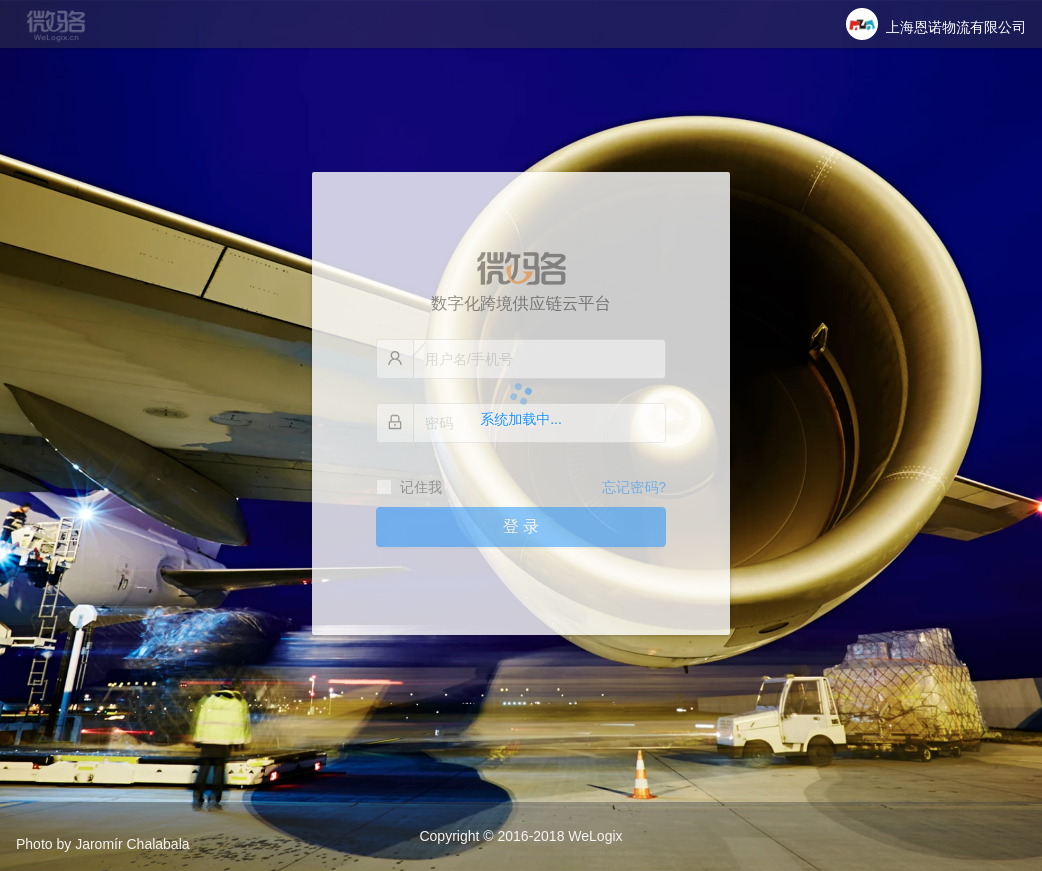 微骆
WeLogix.cn
上海恩诺物流有限公司
微骆
数字化跨境供应链云平台
用户名/手机号
系统加载中...
密码
记住我
忘记密码?
登 录
Copyright © 2016-2018 WeLogix
Photo by Jaromír Chalabala